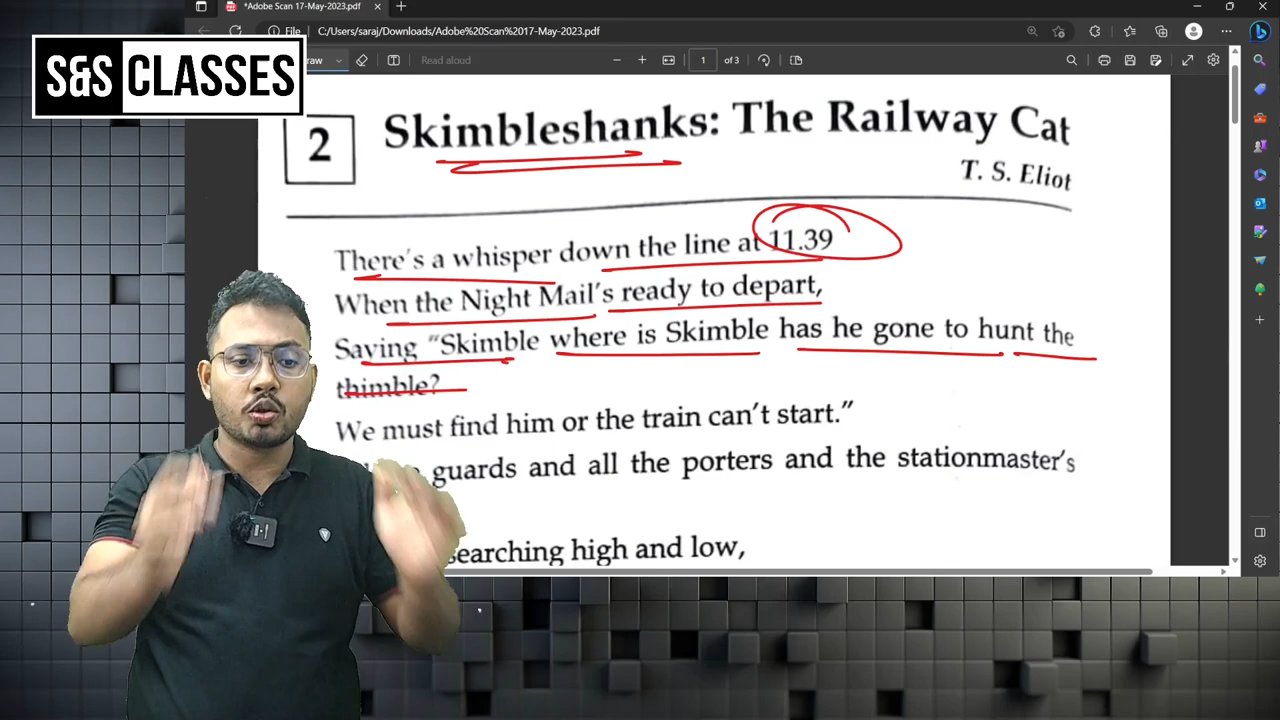 *Adobe Scan 17-May-2023.pdf
File C:/Users/saraj/Downloads/Adobe%20Scan%2017-May-2023.pdf
Read aloud 1 of 3
S&S CLASSES
2
Skimbleshanks: The Railway Cat
T. S. Eliot
There's a whisper down the line at 11.39
When the Night Mail's ready to depart,
Saying "Skimble where is Skimble has he gone to hunt the
thimble?
We must find him or the train can't start."
guards and all the porters and the stationmaster's
searching high and low,